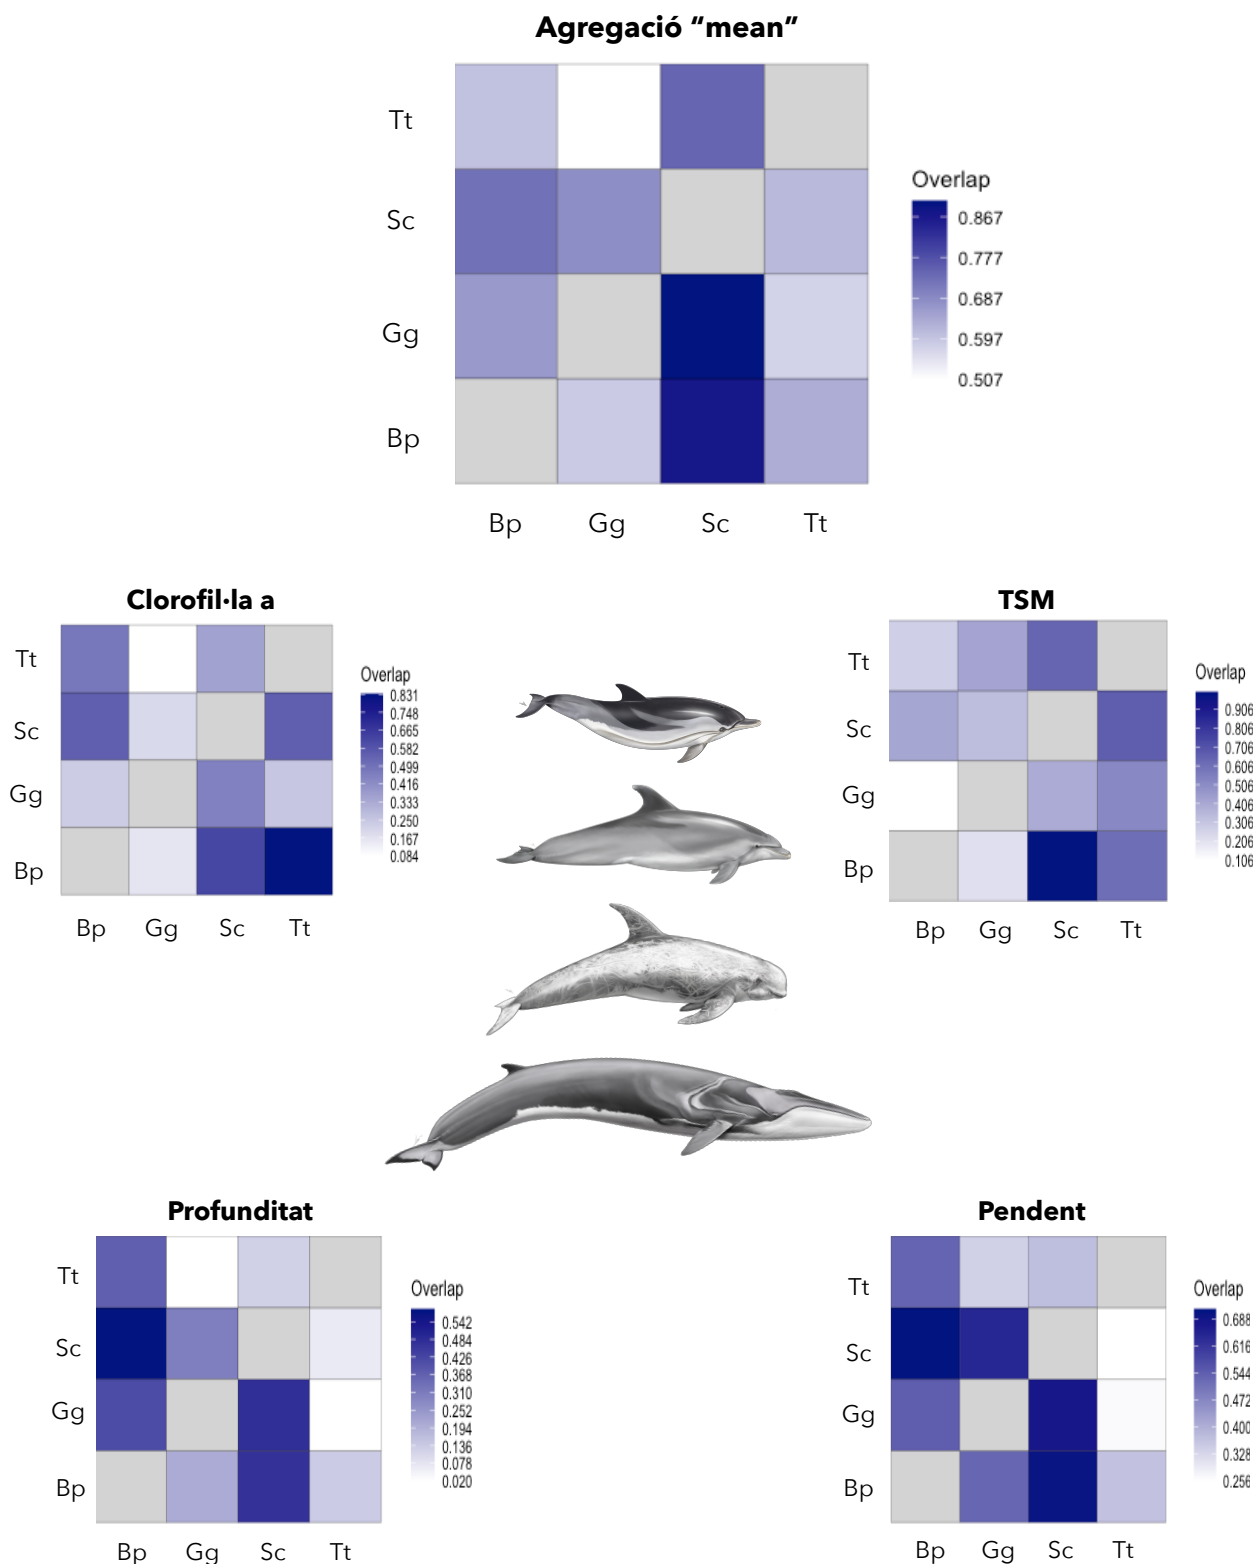 Agregació “mean”
Tt
Sc
Gg
Bp
Bp Gg Sc Tt
Overlap
0.867
0.777
0.687
0.597
0.507
Clorofil·la a
Tt
Sc
Gg
Bp
Bp Gg Sc Tt
Overlap
0.831
0.748
0.665
0.582
0.499
0.416
0.333
0.250
0.167
0.084
TSM
Tt
Sc
Gg
Bp
Bp Gg Sc Tt
Overlap
0.906
0.806
0.706
0.606
0.506
0.406
0.306
0.206
0.106
Profunditat
Tt
Sc
Gg
Bp
Bp Gg Sc Tt
Overlap
0.542
0.484
0.426
0.368
0.310
0.252
0.194
0.136
0.078
0.020
Pendent
Tt
Sc
Gg
Bp
Bp Gg Sc Tt
Overlap
0.688
0.616
0.544
0.472
0.400
0.328
0.256